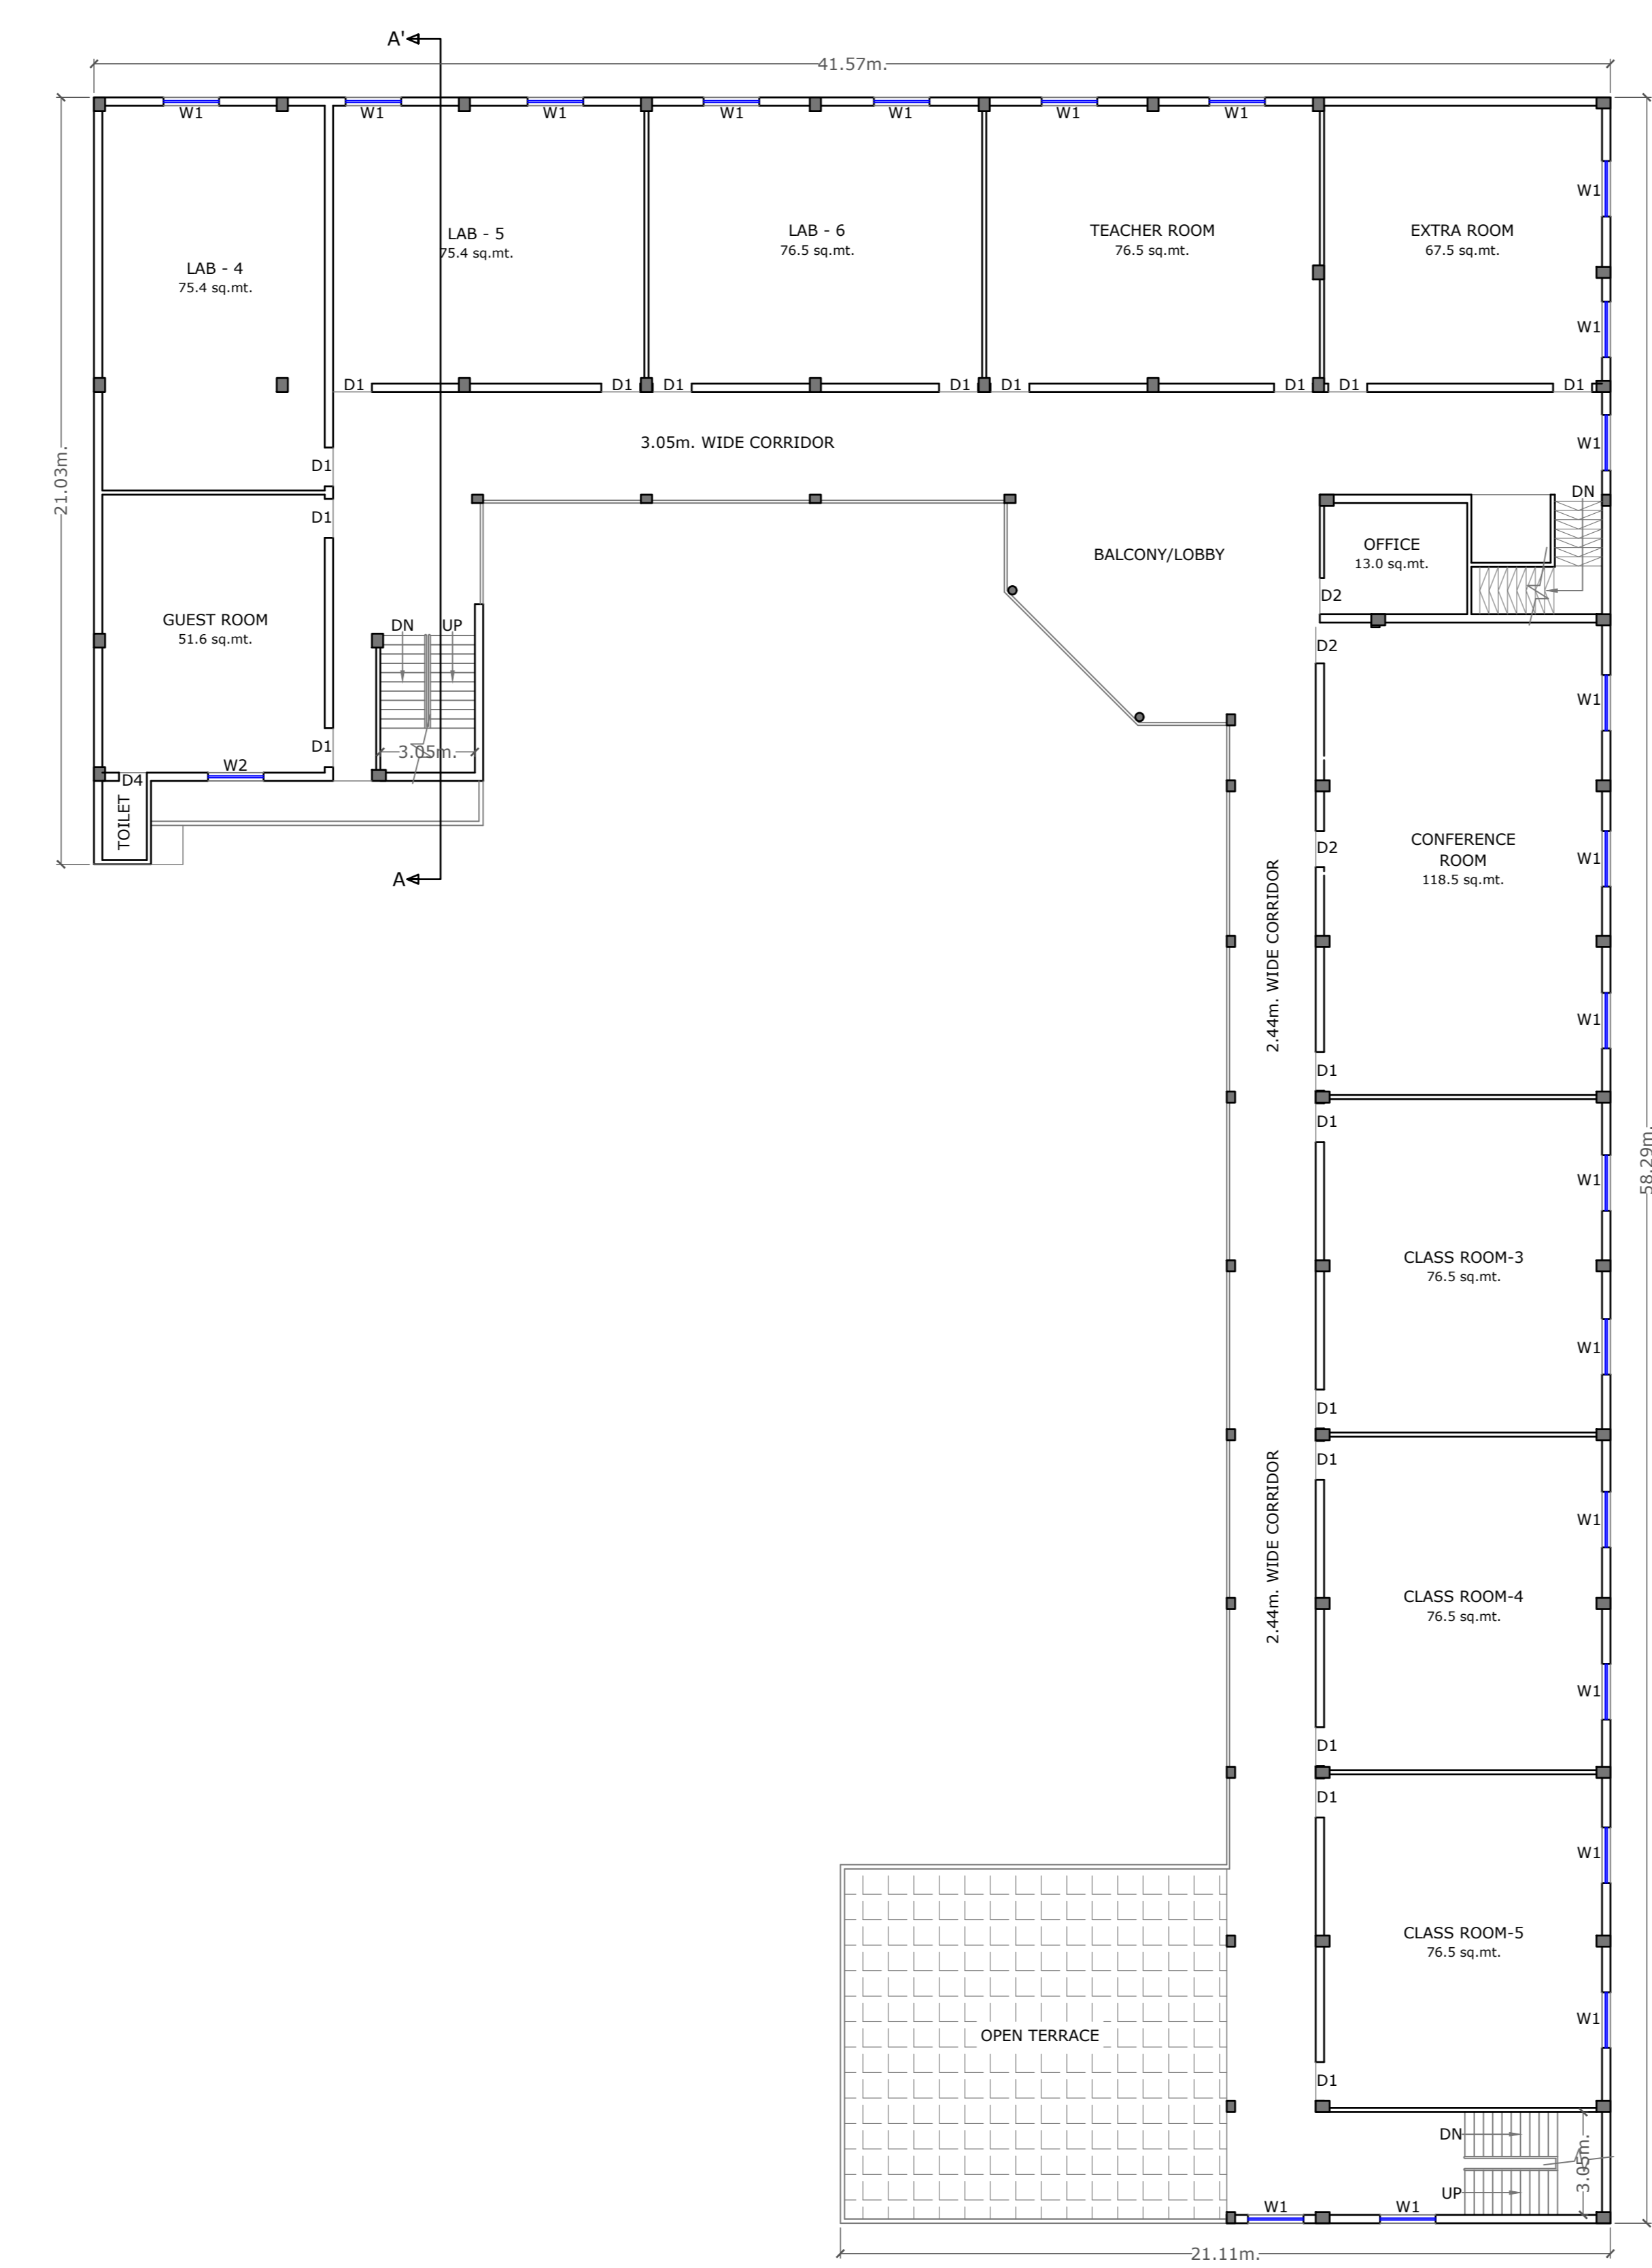 A'
41.57m.
W1 W1 W1 W1 W1 W1 W1
W1
LAB - 5
75.4 sq.mt.
LAB - 6
76.5 sq.mt.
TEACHER ROOM
76.5 sq.mt.
EXTRA ROOM
67.5 sq.mt.
LAB - 4
75.4 sq.mt.
W1
D1 D1 D1 D1 D1 D1 D1 D1
3.05m. WIDE CORRIDOR
W1
D1
21.03m.
DN
D1
OFFICE
13.0 sq.mt.
BALCONY/LOBBY
D2
GUEST ROOM
51.6 sq.mt.
DN UP
D2
W1
D1
3.05m.
W2
D4
TOILET
CONFERENCE
ROOM
118.5 sq.mt.
D2
W1
A
2.44m. WIDE CORRIDOR
W1
D1
D1
58.29m.
W1
CLASS ROOM-3
76.5 sq.mt.
W1
D1
D1
W1
2.44m. WIDE CORRIDOR
CLASS ROOM-4
76.5 sq.mt.
W1
D1
D1
W1
CLASS ROOM-5
76.5 sq.mt.
W1
OPEN TERRACE
D1
DN
3.05m.
UP
W1 W1
21.11m.